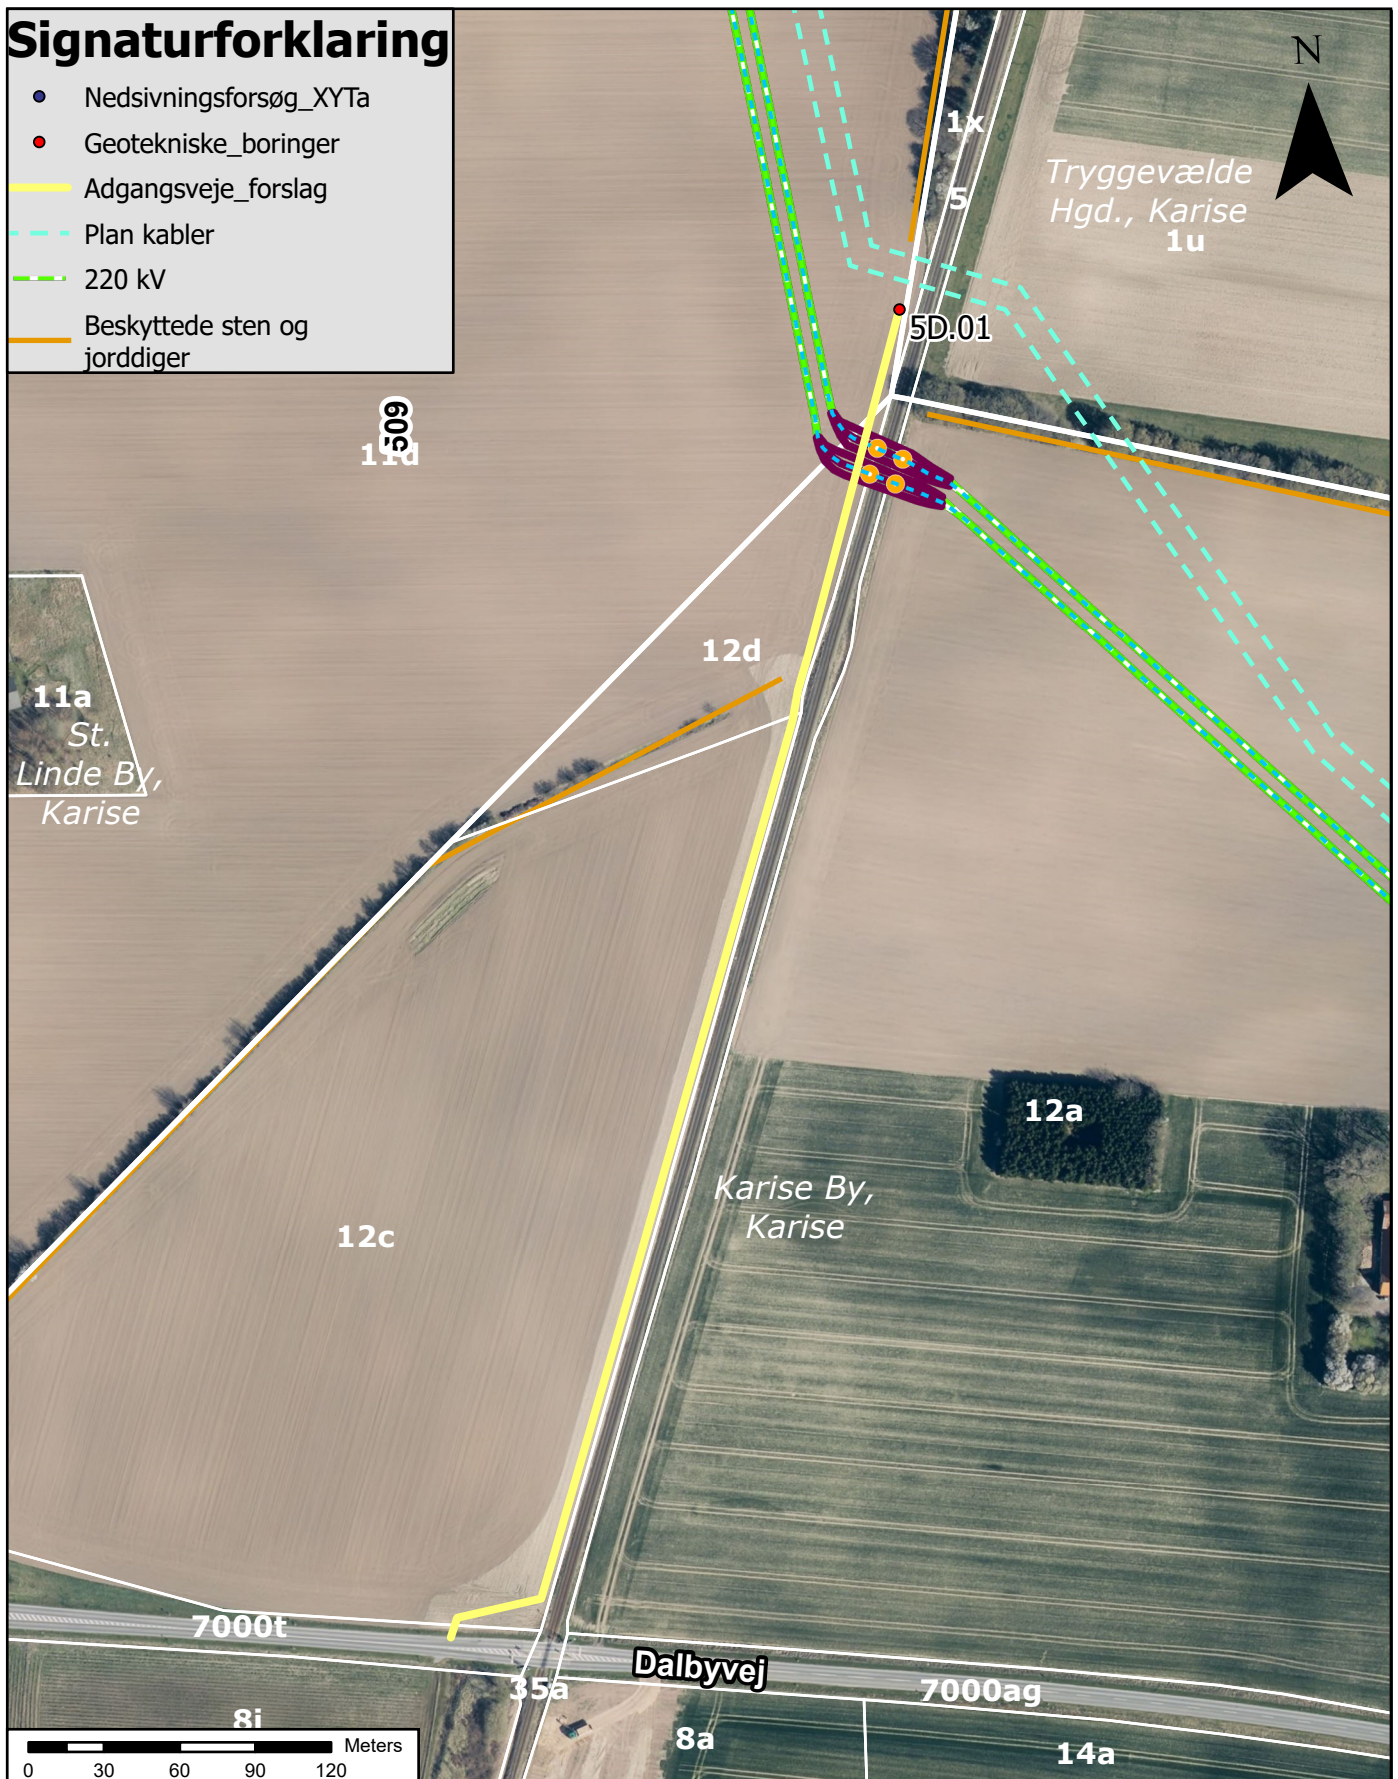 Signaturforklaring
Nedsivningsforsøg_XYTa
Geotekniske_boringer
Adgangsveje_forslag
Plan kabler
220 kV
Beskyttede sten og
jorddiger
N
1x
5
Tryggevælde
Hgd., Karise
1u
5D.01
509
11d
12d
11a
St.
Linde By,
Karise
12a
Karise By,
Karise
12c
7000t
Dalbyvej
35a
7000ag
8i
8a
14a
Meters
0 30 60 90 120